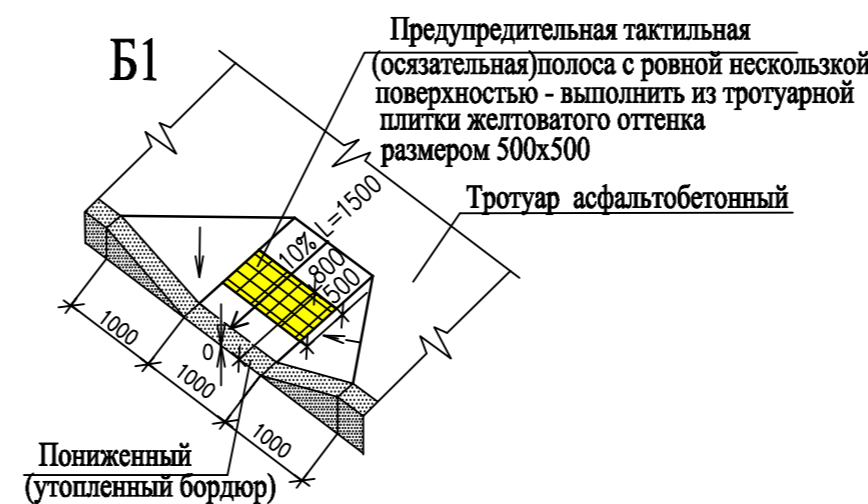 Б1
Предупредительная тактильная
(осязательная)полоса с ровной нескользкой
поверхностью - выполнить из тротуарной
плитки желтоватого оттенка
размером 500х500
Тротуар асфальтобетонный
10% L=1500
800
500
0
1000
1000
1000
Пониженный
(утопленный бордюр)